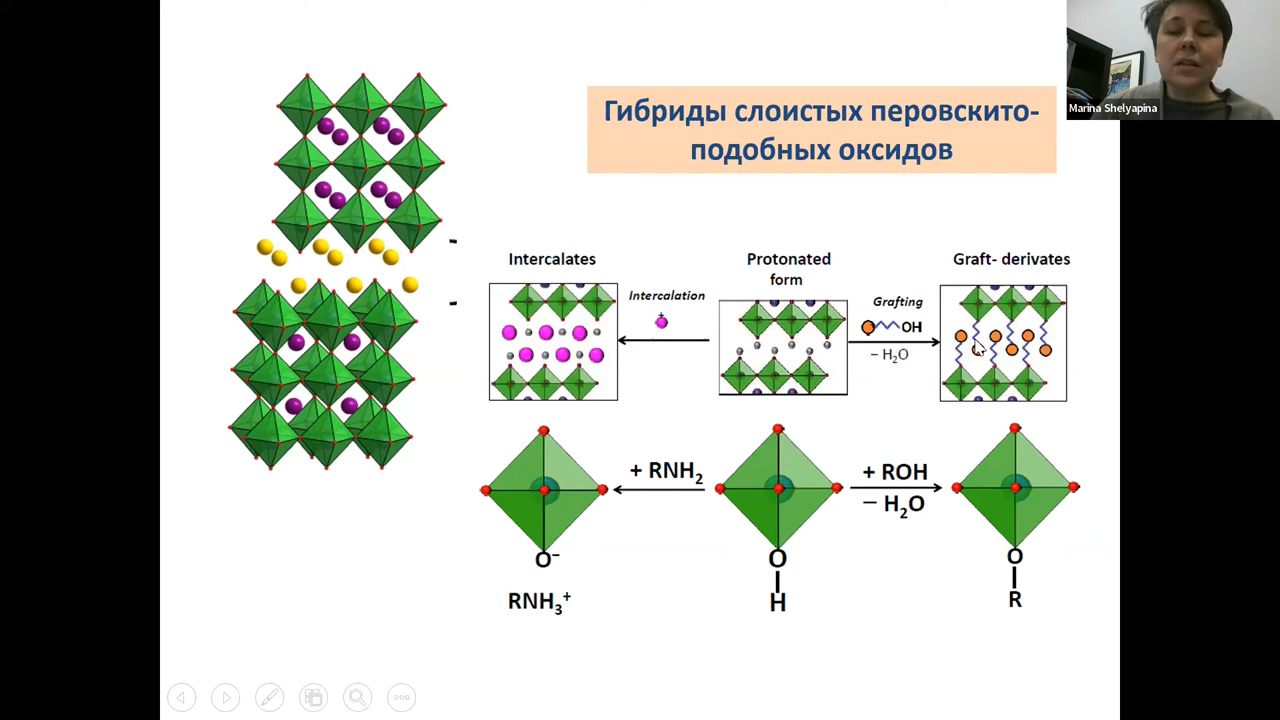 Marina Shelyapina
Гибриды слоистых перовскито-
подобных оксидов
Intercalates
Protonated
form
Graft- derivates
Intercalation
+
Grafting
OH
– H₂O
+ RNH₂
+ ROH
– H₂O
O⁻
RNH₃⁺
O
H
O
R